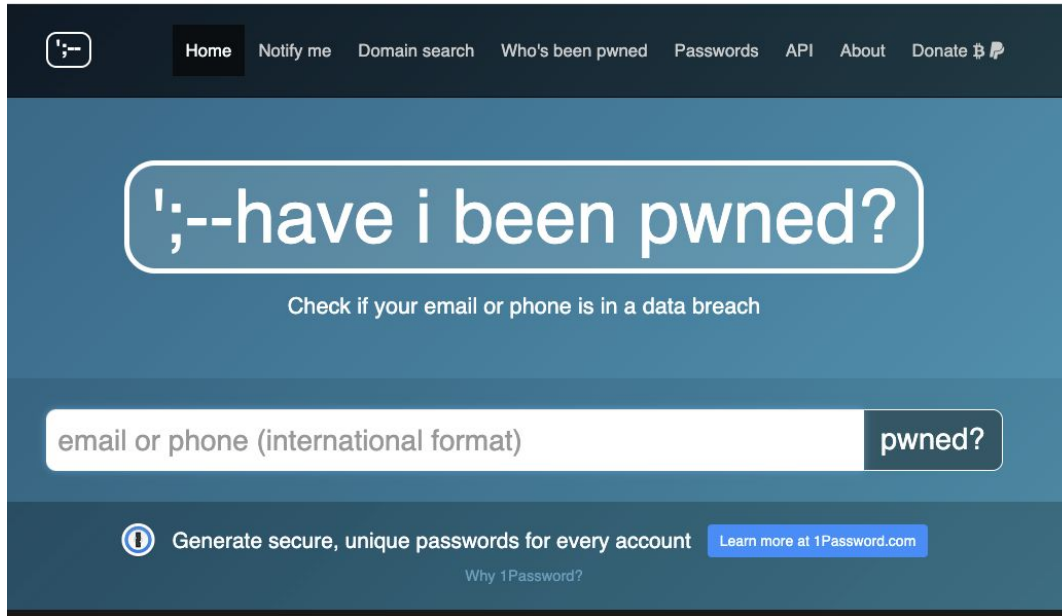 ';--
Home Notify me Domain search Who's been pwned Passwords API About Donate ₿
';--have i been pwned?
Check if your email or phone is in a data breach
email or phone (international format) pwned?
Generate secure, unique passwords for every account Learn more at 1Password.com
Why 1Password?